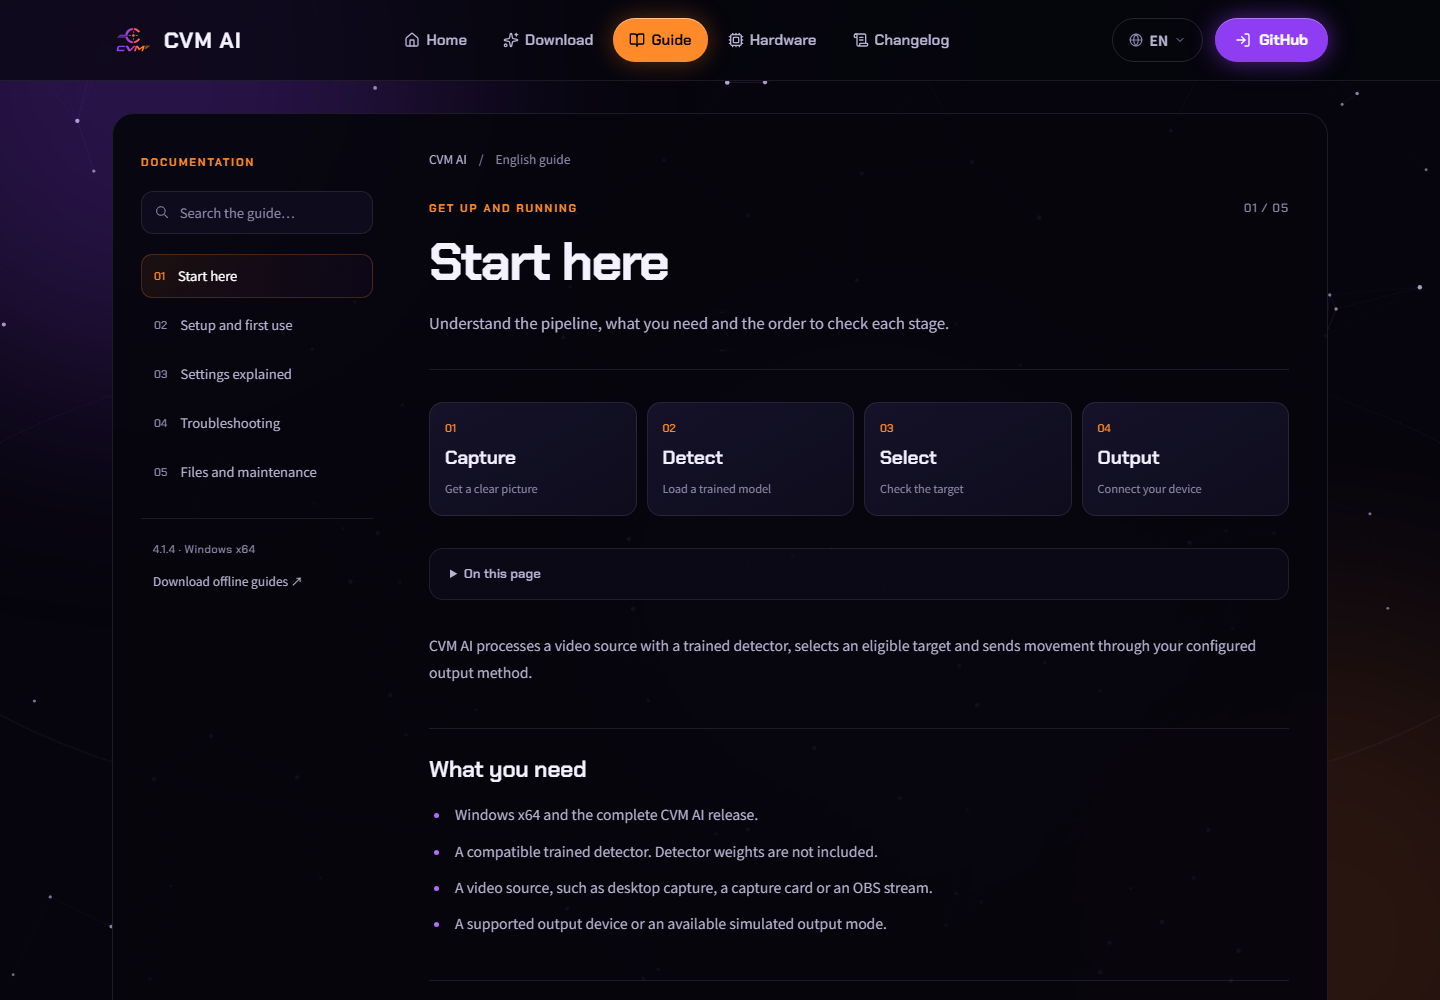 CVM
CVM AI
Home
Download
Guide
Hardware
Changelog
EN
GitHub
DOCUMENTATION
Search the guide...
01 Start here
02 Setup and first use
03 Settings explained
04 Troubleshooting
05 Files and maintenance
4.1.4 · Windows x64
Download offline guides ↗
CVM AI / English guide
GET UP AND RUNNING
01 / 05
Start here
Understand the pipeline, what you need and the order to check each stage.
01
Capture
Get a clear picture
02
Detect
Load a trained model
03
Select
Check the target
04
Output
Connect your device
On this page
CVM AI processes a video source with a trained detector, selects an eligible target and sends movement through your configured
output method.
What you need
Windows x64 and the complete CVM AI release.
A compatible trained detector. Detector weights are not included.
A video source, such as desktop capture, a capture card or an OBS stream.
A supported output device or an available simulated output mode.